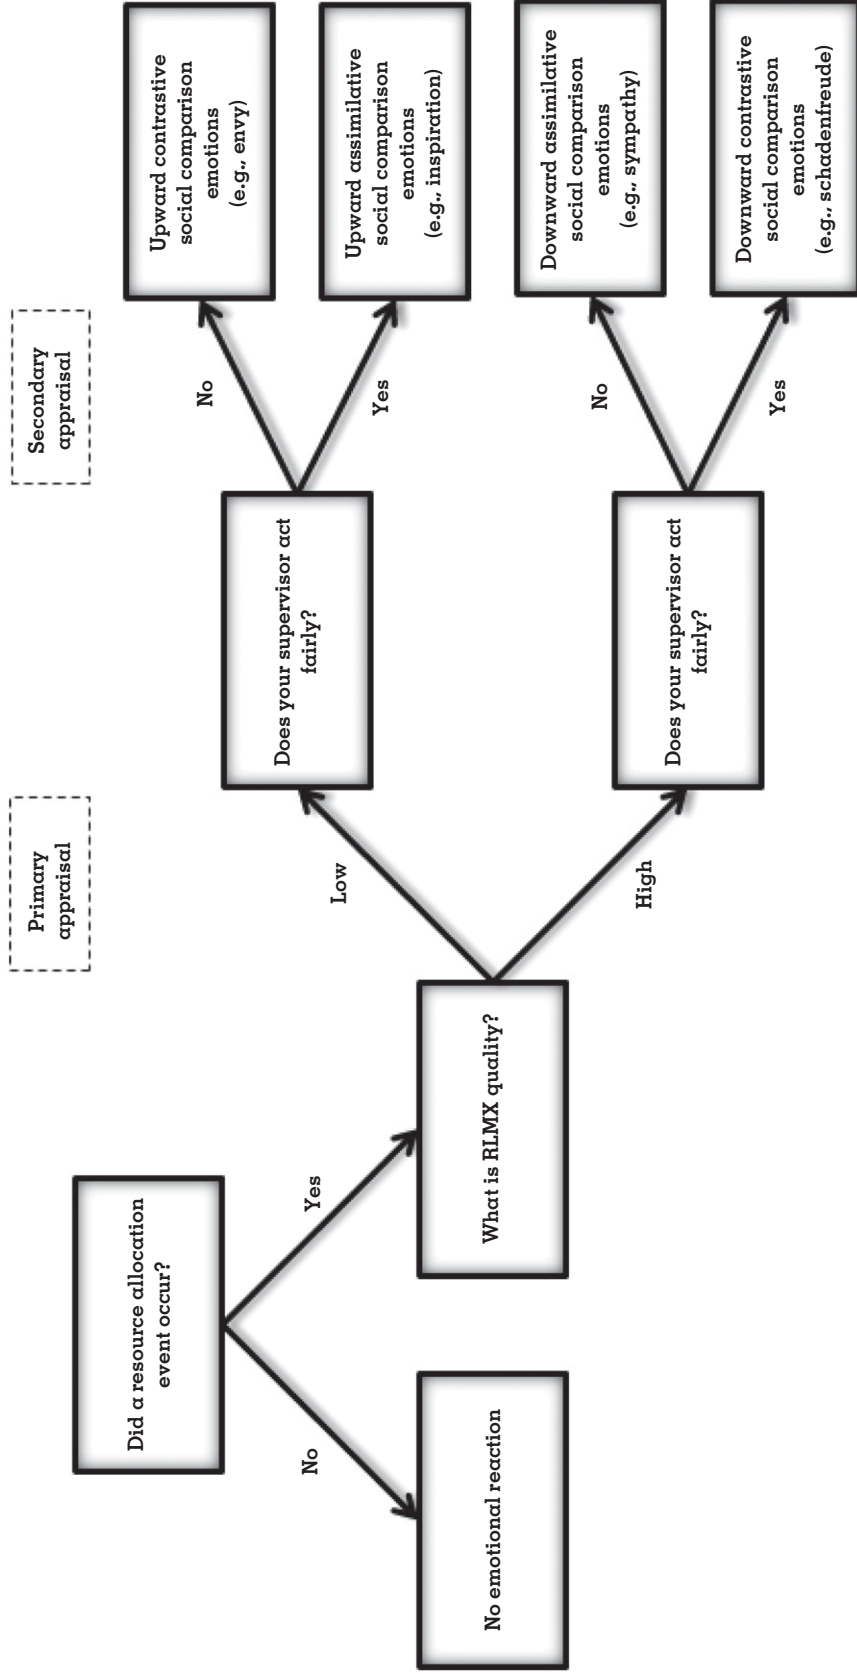 Primary
appraisal
Secondary
appraisal
Did a resource allocation
event occur?
No
Yes
No emotional reaction
What is RLMX quality?
Low
High
Does your supervisor act
fairly?
No
Yes
Upward contrastive
social comparison
emotions
(e.g., envy)
Upward assimilative
social comparison
emotions
(e.g., inspiration)
Does your supervisor act
fairly?
No
Yes
Downward assimilative
social comparison
emotions
(e.g., sympathy)
Downward contrastive
social comparison
emotions
(e.g., schadenfreude)